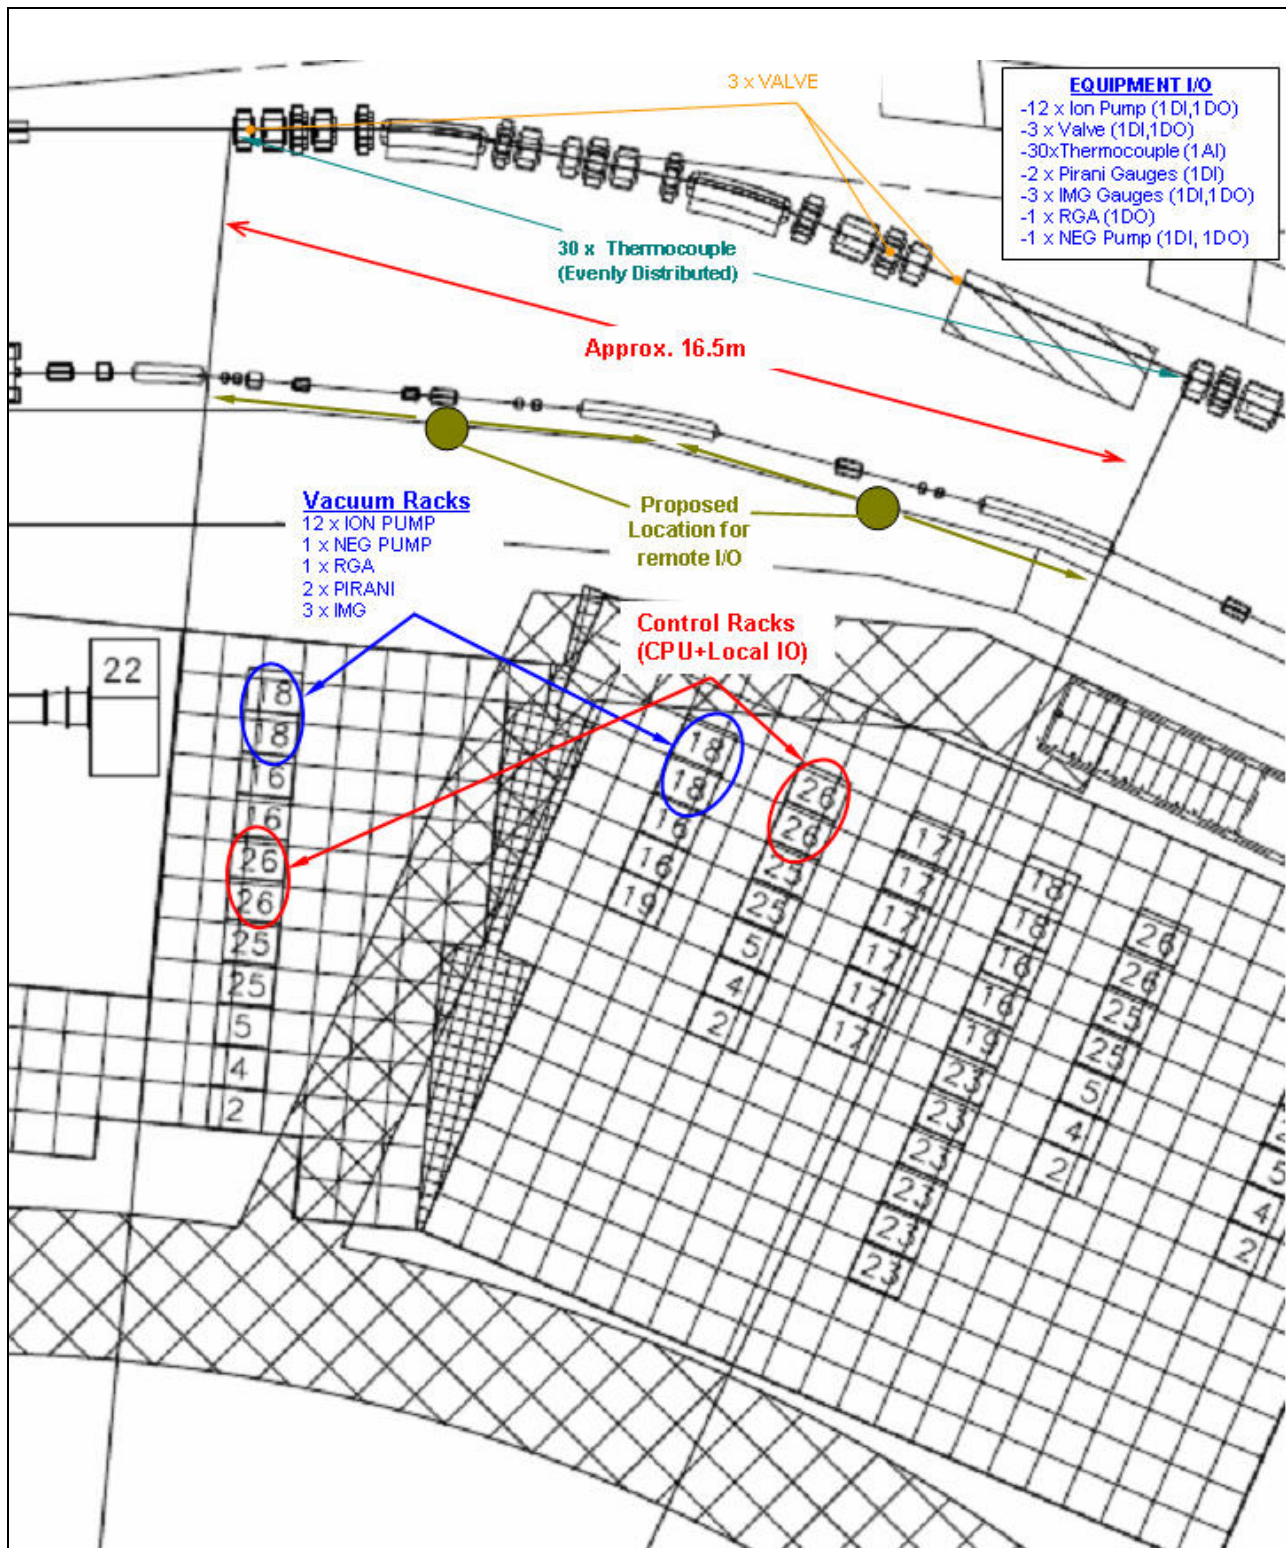 3 x VALVE
EQUIPMENT I/O
-12 x Ion Pump (1DI,1DO)
-3 x Valve (1DI,1DO)
-30xThermocouple (1AI)
-2 x Pirani Gauges (1DI)
-3 x IMG Gauges (1DI,1DO)
-1 x RGA (1DO)
-1 x NEG Pump (1DI, 1DO)
30 x Thermocouple
(Evenly Distributed)
Approx. 16.5m
Vacuum Racks
12 x ION PUMP
1 x NEG PUMP
1 x RGA
2 x PIRANI
3 x IMG
Proposed
Location for
remote I/O
Control Racks
(CPU+Local IO)
22
18
18
16
16
26
26
25
25
5
4
2
18
18
16
16
19
26
26
25
25
5
4
2
17
17
17
17
17
17
18
18
16
16
19
23
23
23
23
23
23
26
26
25
25
5
4
2
5
4
2